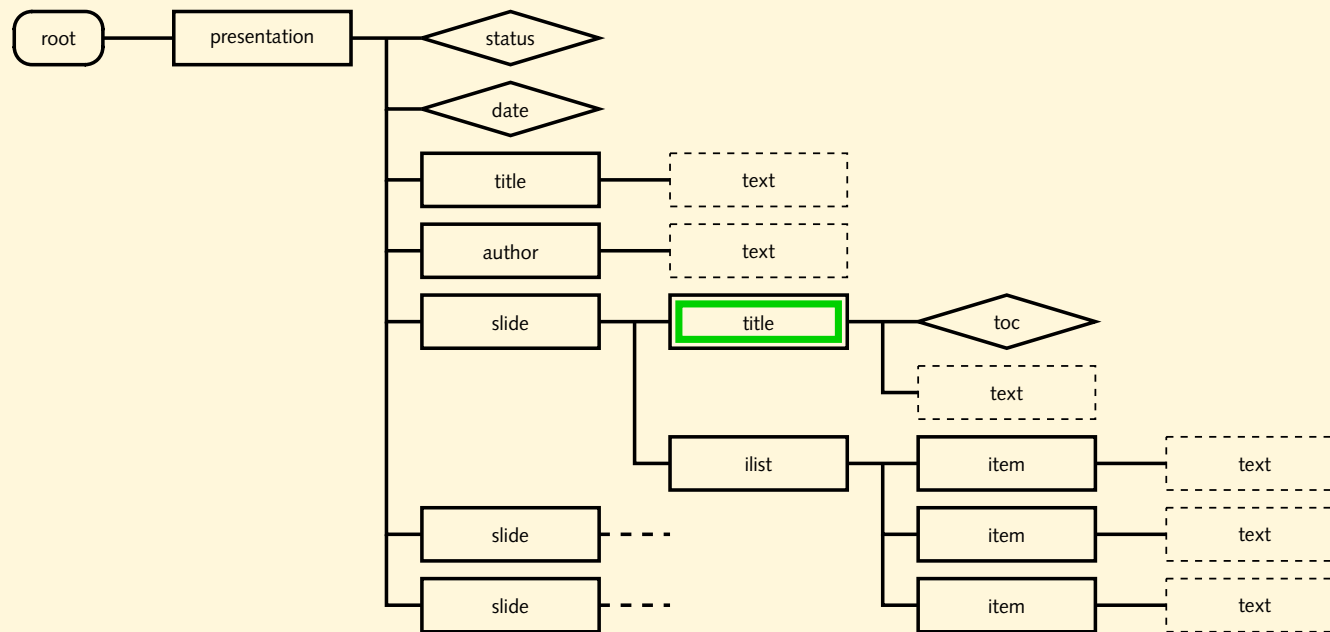 root presentation status
date
title text
author text
slide title toc
text
ilist item text
slide item text
slide item text